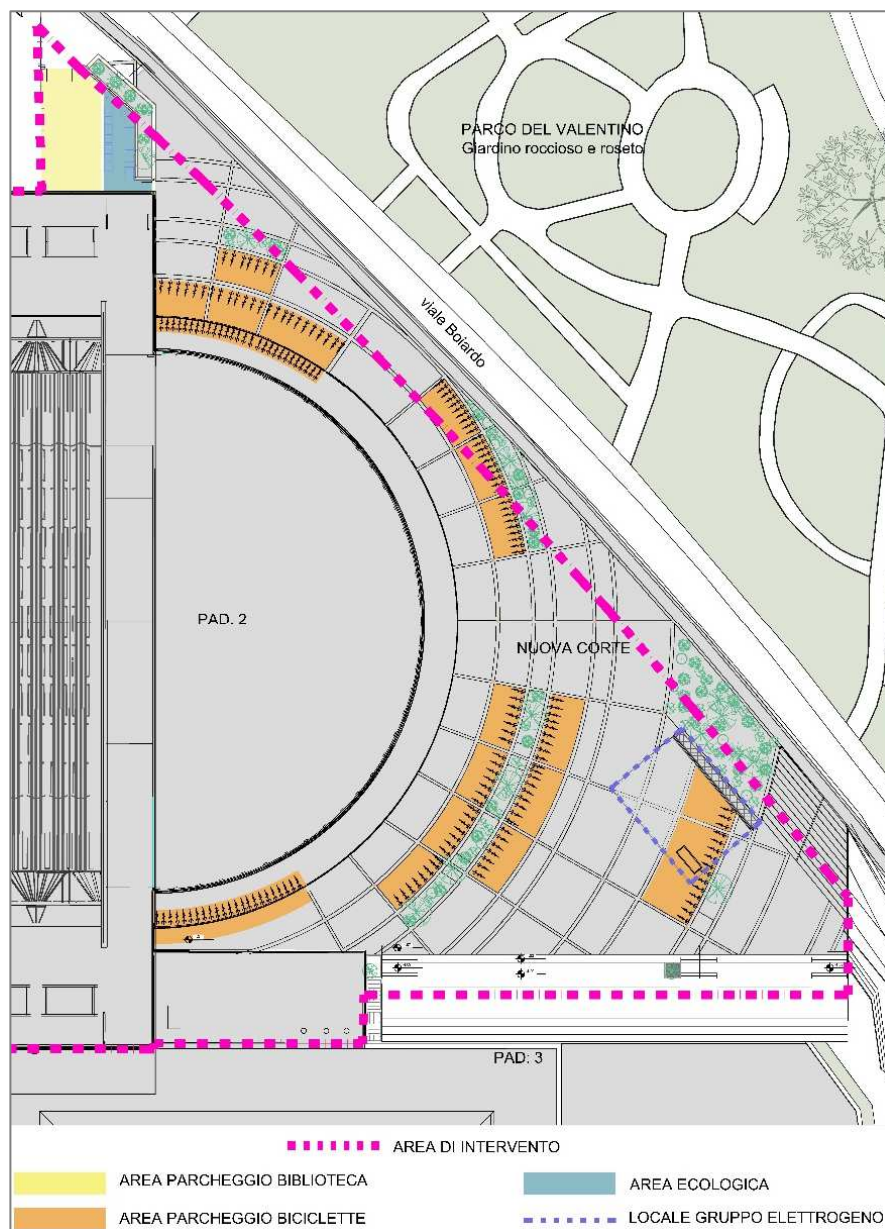 PARCO DEL VALENTINO
Giardino roccioso e roseto
viale Boiardo
PAD. 2
NUOVA CORTE
PAD: 3
AREA DI INTERVENTO
AREA PARCHEGGIO BIBLIOTECA
AREA ECOLOGICA
AREA PARCHEGGIO BICICLETTE
LOCALE GRUPPO ELETTROGENO